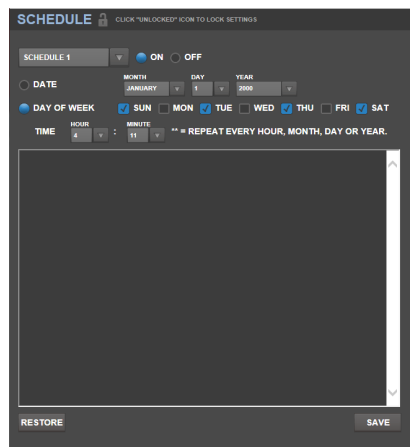 SCHEDULE CLICK "UNLOCKED" ICON TO LOCK SETTINGS
SCHEDULE 1 ON OFF
MONTH DAY YEAR
DATE JANUARY 1 2000
DAY OF WEEK SUN MON TUE WED THU FRI SAT
HOUR MINUTE
TIME 4 : 11 ** = REPEAT EVERY HOUR, MONTH, DAY OR YEAR.
RESTORE SAVE